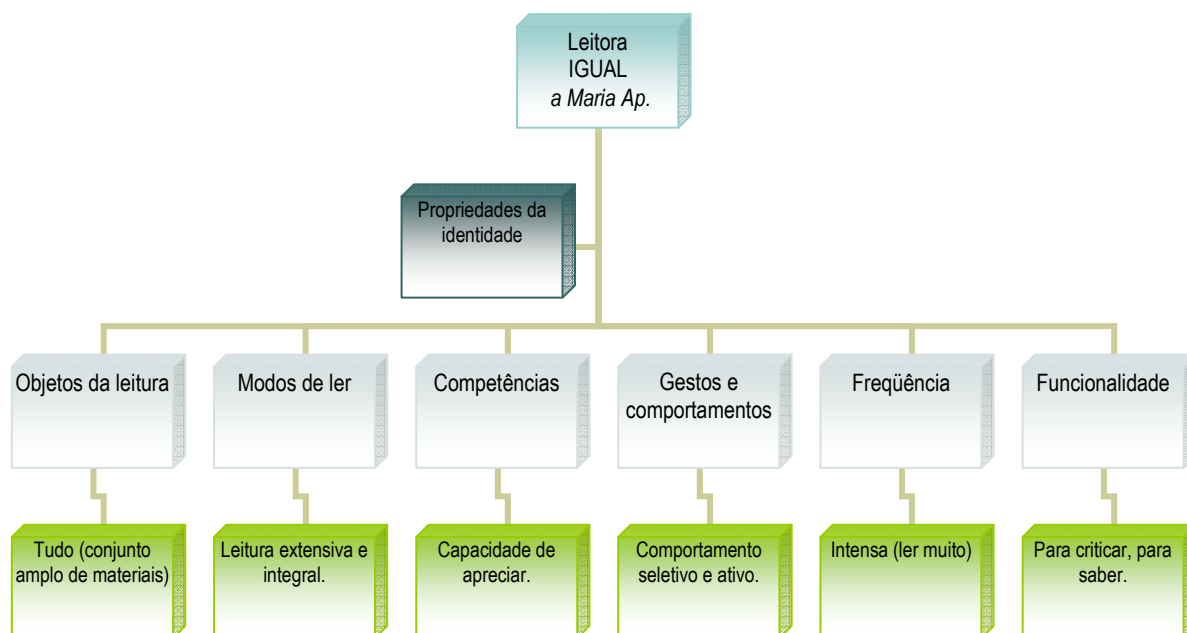 Leitora
IGUAL
a Maria Ap.
Propriedades da
identidade
Objetos da leitura
Modos de ler
Competências
Gestos e
comportamentos
Freqüência
Funcionalidade
Tudo (conjunto
amplo de materiais)
Leitura extensiva e
integral.
Capacidade de
apreciar.
Comportamento
seletivo e ativo.
Intensa (ler muito)
Para criticar, para
saber.